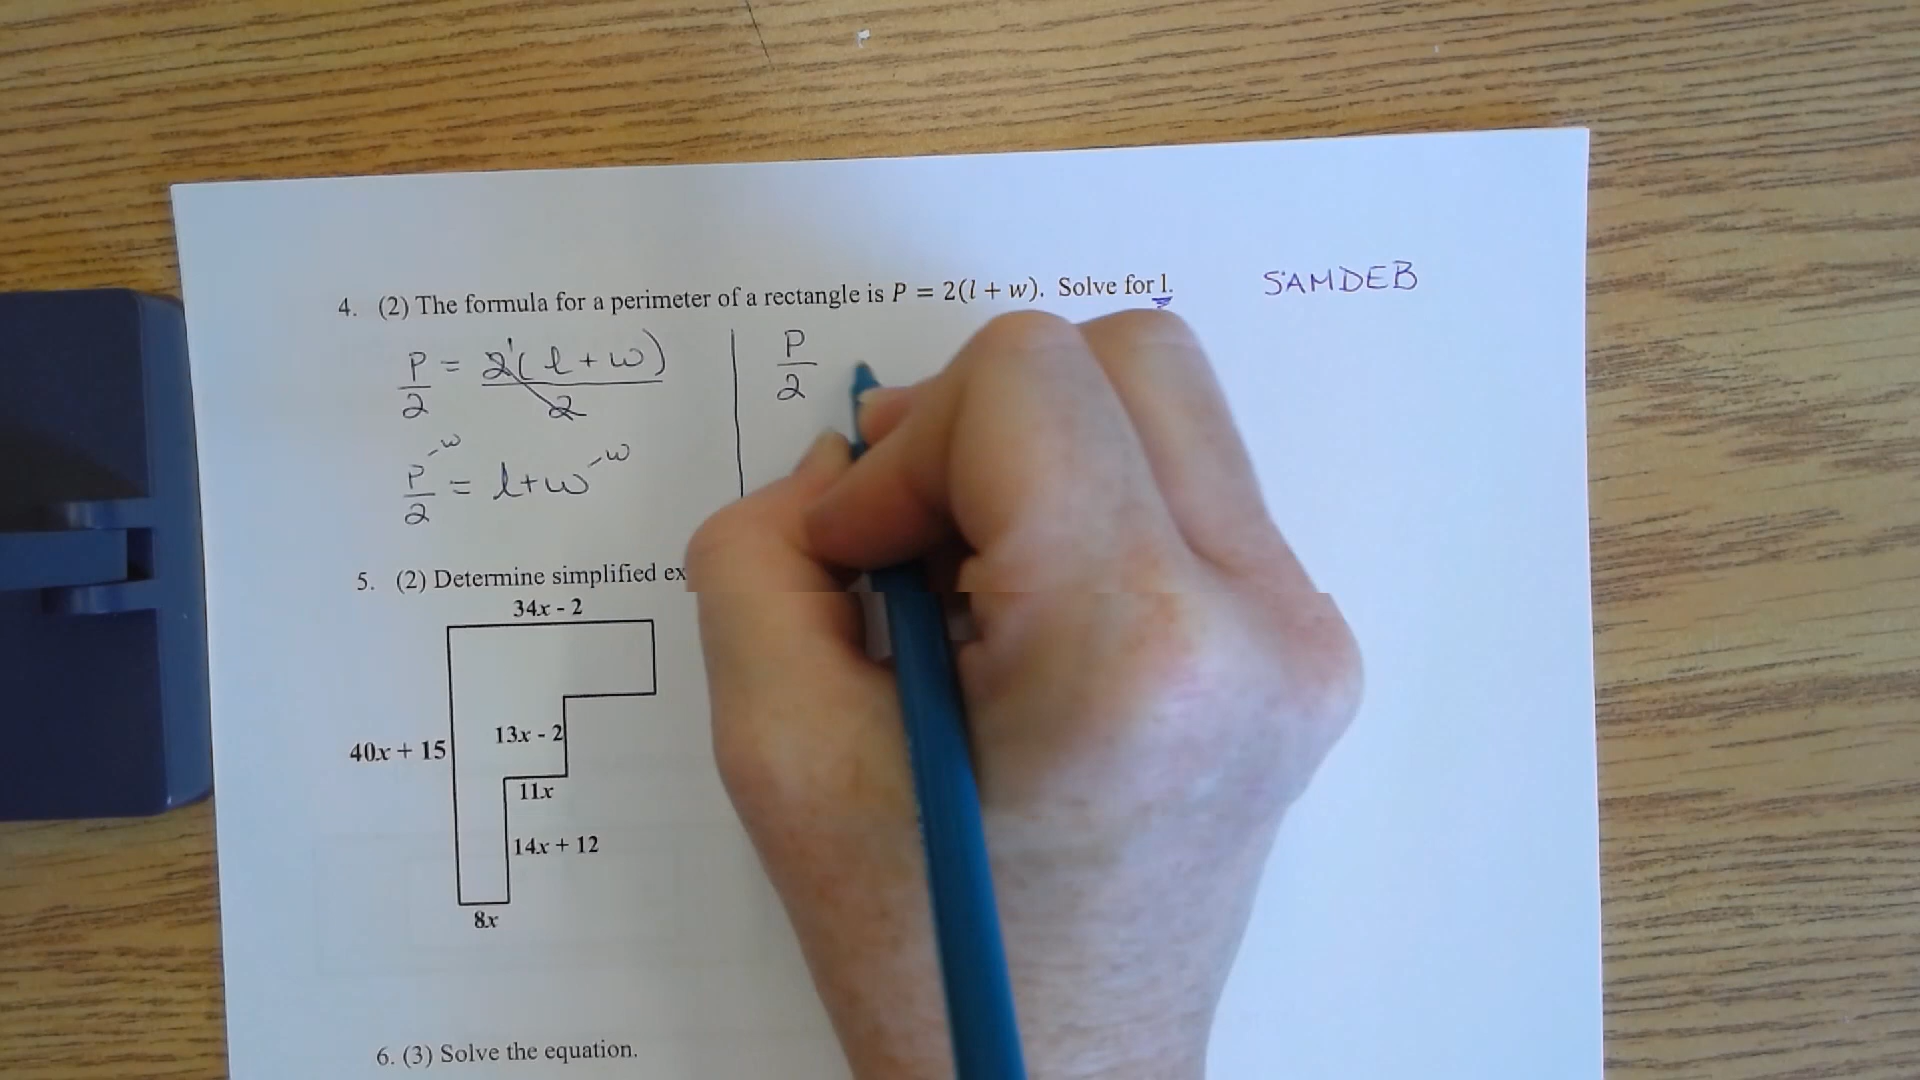 4. (2) The formula for a perimeter of a rectangle is P = 2(l + w). Solve for l.
SAMDEB
P/2 = 2(l + w)/2
1
P/2 -w = l+w -w
P/2
5. (2) Determine simplified ex
34x - 2
13x - 2
40x + 15
11x
14x + 12
8x
6. (3) Solve the equation.